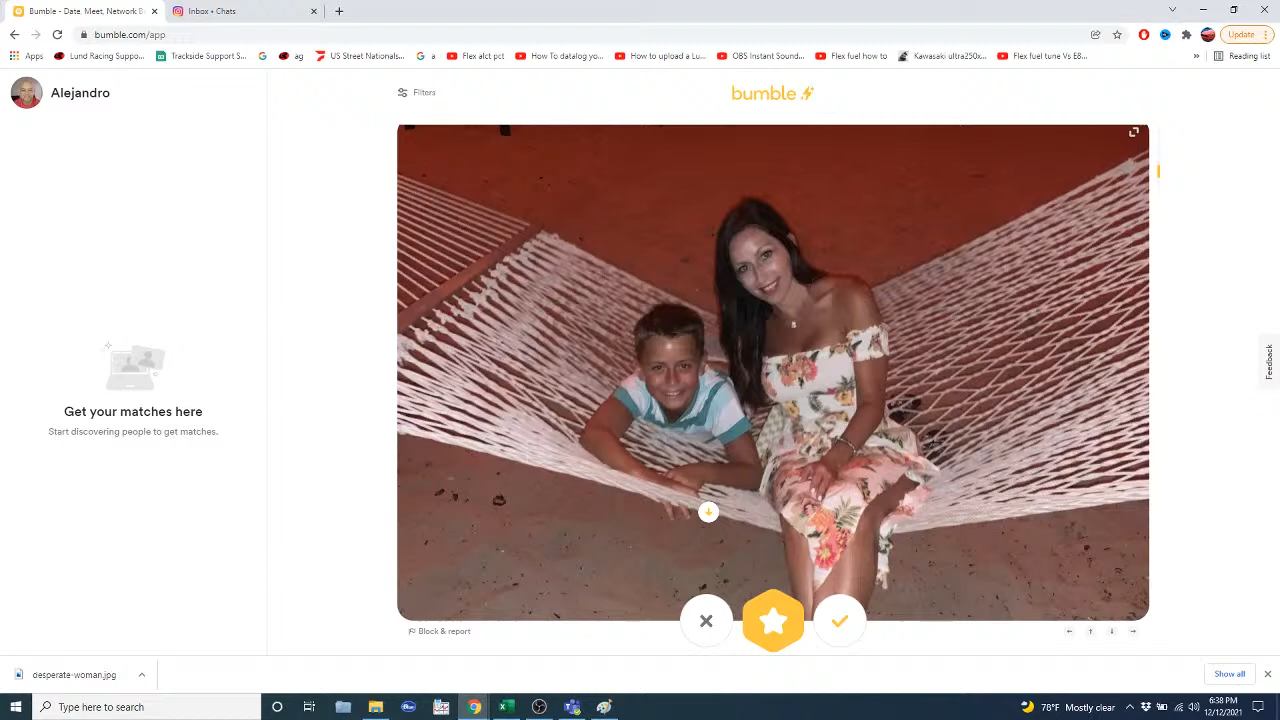 Bumble - Date, Meet, Network B
Inbox • Chats
bumble.com/app
Update
Apps
Lund Racing Suppo...
Trackside Support S...
ag
US Street Nationals...
a
Flex alct pct
How To datalog yo...
How to upload a Lu...
OBS Instant Sound...
Flex fuel how to
Kawasaki ultra250x...
Flex fuel tune Vs E8...
»
Reading list
Alejandro
Filters
bumble
Get your matches here
Start discovering people to get matches.
Feedback
Block & report
desperate-woman.jpg
Show all
Type here to search
78°F Mostly clear
6:38 PM
12/12/2021